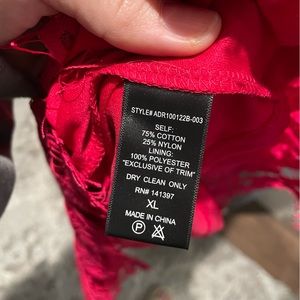 STYLE# ADR100122B-003
SELF:
75% COTTON
25% NYLON
LINING:
100% POLYESTER
"EXCLUSIVE OF TRIM"
DRY CLEAN ONLY
RN# 141397
XL
MADE IN CHINA
P A